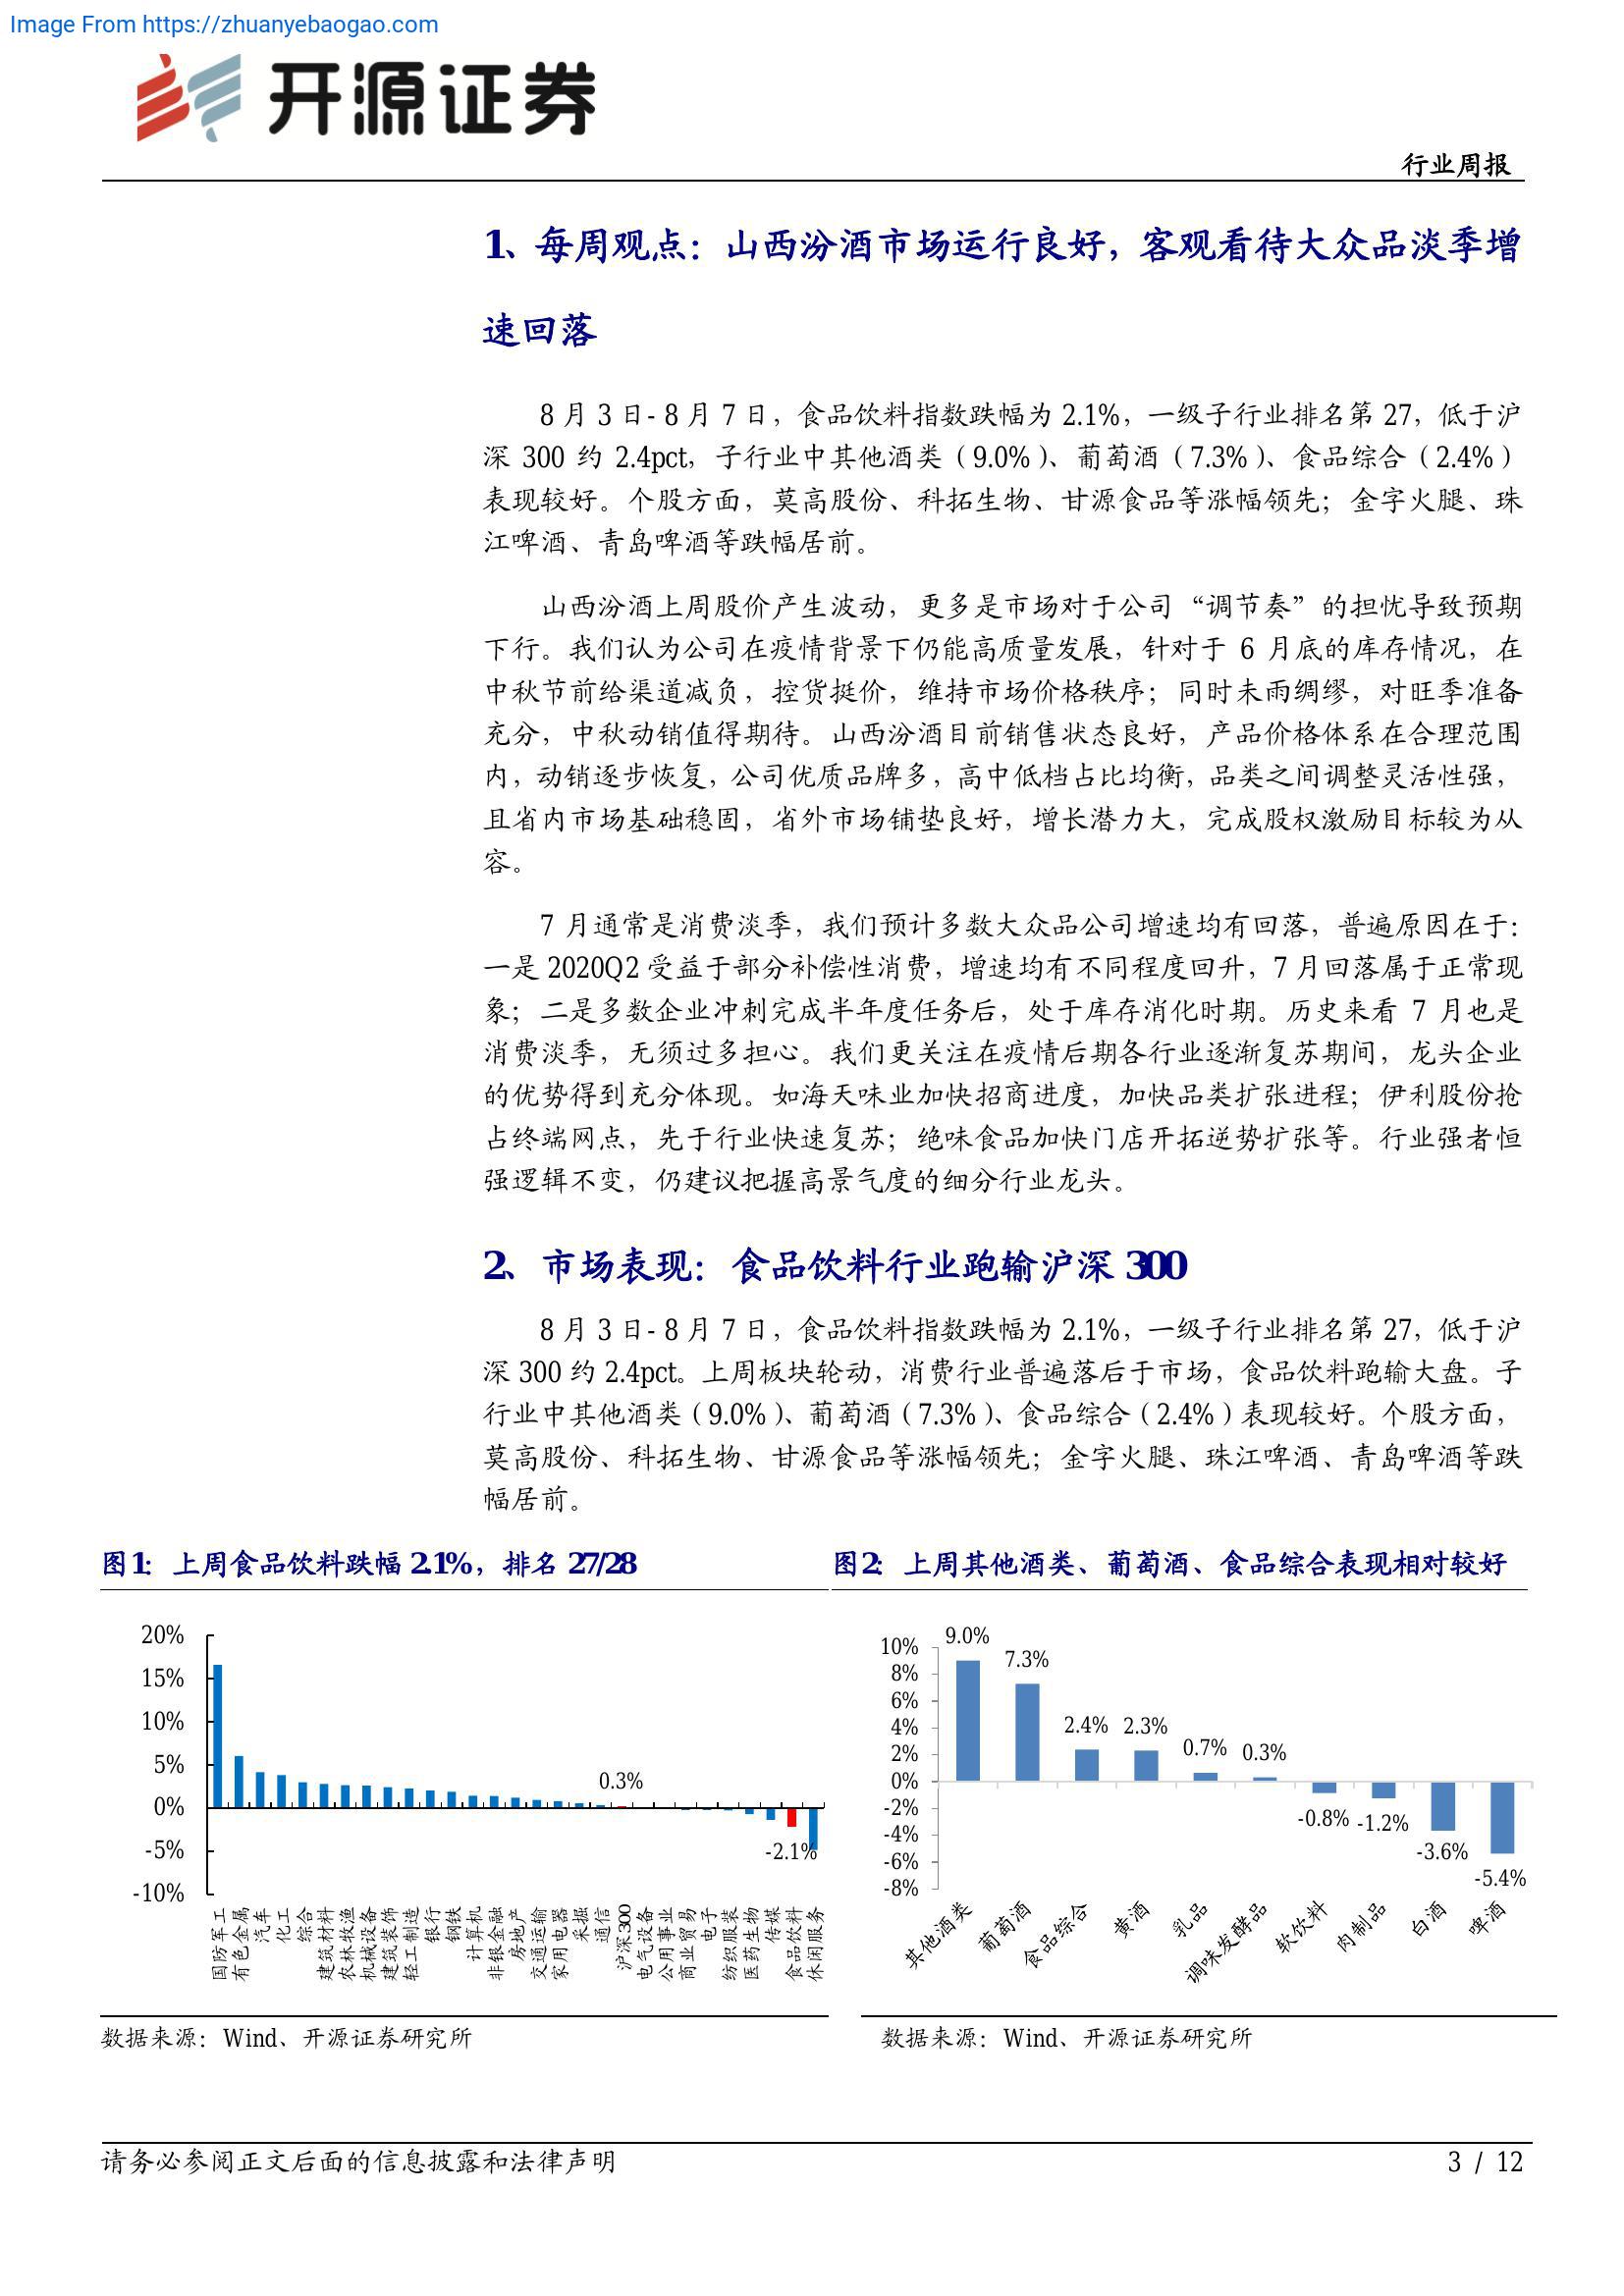 Image From https://zhuanyebaogao.com
开源证券
行业周报
1、每周观点：山西汾酒市场运行良好，客观看待大众品淡季增
速回落
8 月 3 日- 8 月 7 日，食品饮料指数跌幅为 2.1%，一级子行业排名第 27，低于沪
深 300 约 2.4pct，子行业中其他酒类（9.0%）、葡萄酒（7.3%）、食品综合（2.4%）
表现较好。个股方面，莫高股份、科拓生物、甘源食品等涨幅领先；金字火腿、珠
江啤酒、青岛啤酒等跌幅居前。
山西汾酒上周股价产生波动，更多是市场对于公司“调节奏”的担忧导致预期
下行。我们认为公司在疫情背景下仍能高质量发展，针对于 6 月底的库存情况，在
中秋节前给渠道减负，控货挺价，维持市场价格秩序；同时未雨绸缪，对旺季准备
充分，中秋动销值得期待。山西汾酒目前销售状态良好，产品价格体系在合理范围
内，动销逐步恢复，公司优质品牌多，高中低档占比均衡，品类之间调整灵活性强，
且省内市场基础稳固，省外市场铺垫良好，增长潜力大，完成股权激励目标较为从
容。
7 月通常是消费淡季，我们预计多数大众品公司增速均有回落，普遍原因在于：
一是 2020Q2 受益于部分补偿性消费，增速均有不同程度回升，7 月回落属于正常现
象；二是多数企业冲刺完成半年度任务后，处于库存消化时期。历史来看 7 月也是
消费淡季，无须过多担心。我们更关注在疫情后期各行业逐渐复苏期间，龙头企业
的优势得到充分体现。如海天味业加快招商进度，加快品类扩张进程；伊利股份抢
占终端网点，先于行业快速复苏；绝味食品加快门店开拓逆势扩张等。行业强者恒
强逻辑不变，仍建议把握高景气度的细分行业龙头。
2、市场表现：食品饮料行业跑输沪深 300
8 月 3 日- 8 月 7 日，食品饮料指数跌幅为 2.1%，一级子行业排名第 27，低于沪
深 300 约 2.4pct。上周板块轮动，消费行业普遍落后于市场，食品饮料跑输大盘。子
行业中其他酒类（9.0%）、葡萄酒（7.3%）、食品综合（2.4%）表现较好。个股方面，
莫高股份、科拓生物、甘源食品等涨幅领先；金字火腿、珠江啤酒、青岛啤酒等跌
幅居前。
图1：上周食品饮料跌幅 2.1%，排名 27/28
20%
15%
10%
5%
0%
-5%
-10%
0.3%
-2.1%
国防军工
有色金属
汽车
化工
综合
建筑材料
农林牧渔
机械设备
建筑装饰
轻工制造
银行
钢铁
计算机
非银金融
房地产
交通运输
家用电器
采掘
通信
沪深300
电气设备
公用事业
商业贸易
电子
纺织服装
医药生物
传媒
食品饮料
休闲服务
数据来源：Wind、开源证券研究所
图2：上周其他酒类、葡萄酒、食品综合表现相对较好
10%
8%
6%
4%
2%
0%
-2%
-4%
-6%
-8%
9.0%
7.3%
2.4%
2.3%
0.7%
0.3%
-0.8%
-1.2%
-3.6%
-5.4%
其他酒类
葡萄酒
食品综合
黄酒
乳品
调味发酵品
软饮料
肉制品
白酒
啤酒
数据来源：Wind、开源证券研究所
请务必参阅正文后面的信息披露和法律声明
3 / 12